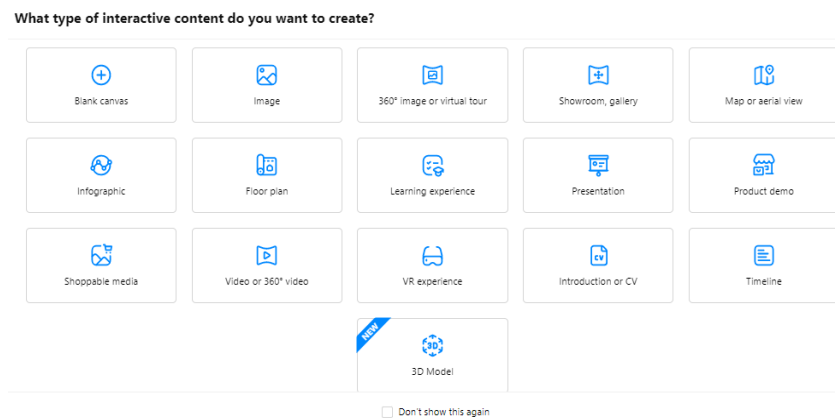 What type of interactive content do you want to create?
Blank canvas
Image
360° image or virtual tour
Showroom, gallery
Map or aerial view
Infographic
Floor plan
Learning experience
Presentation
Product demo
Shoppable media
Video or 360° video
VR experience
CV
Introduction or CV
Timeline
NEW
3D
3D Model
Don't show this again